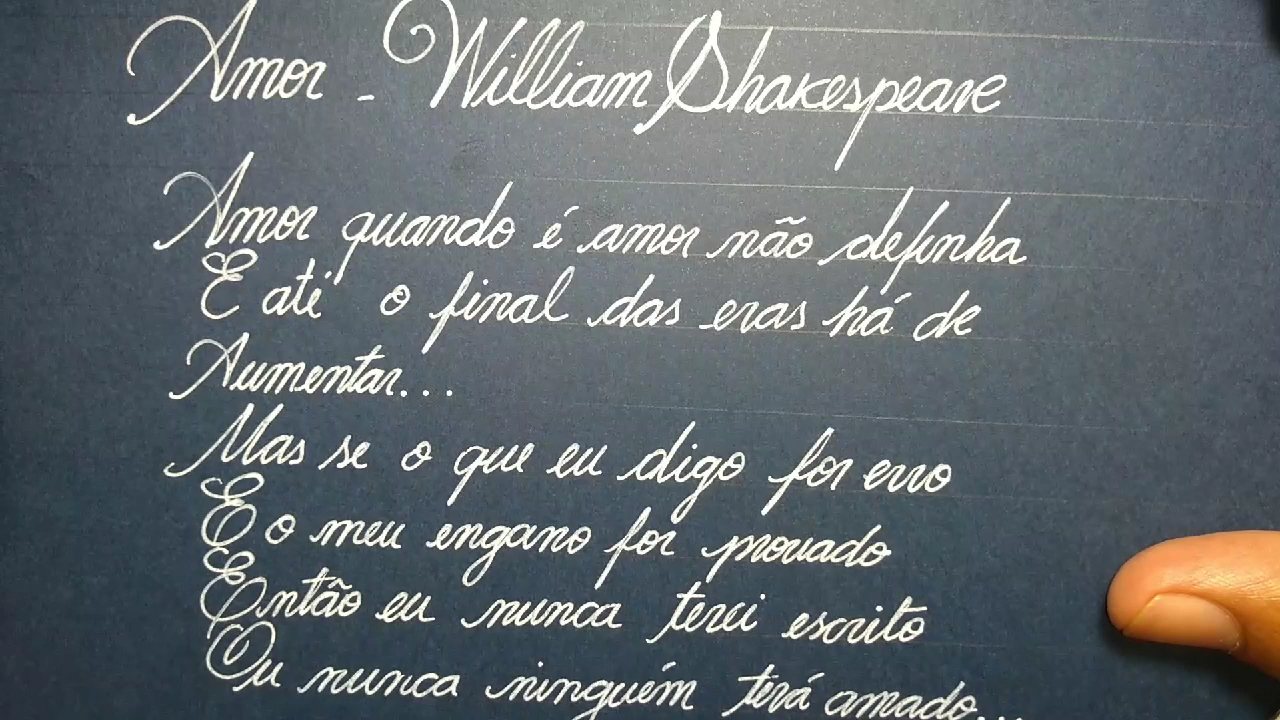 Amor - William Shakespeare
Amor quando é amor não definha
E até o final das eras há de
Aumentar...
Mas se o que eu digo for erro
E o meu engano for provado
Então eu nunca terei escrito
Ou nunca ninguém terá amado...